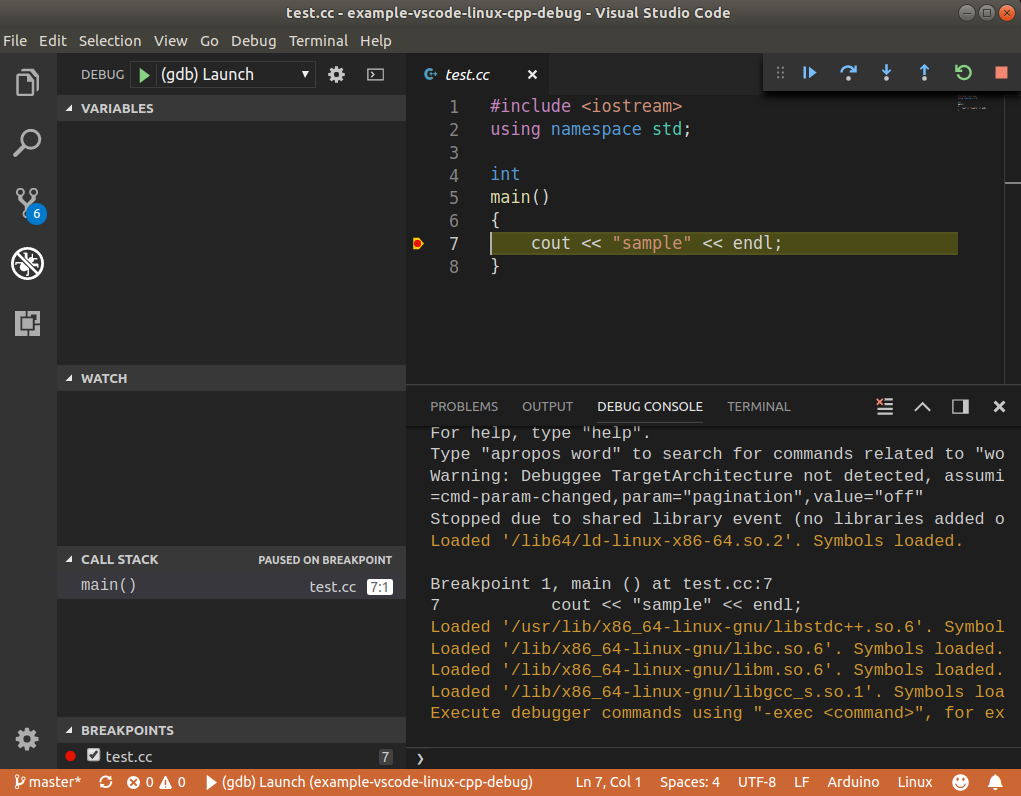 test.cc - example-vscode-linux-cpp-debug - Visual Studio Code
File Edit Selection View Go Debug Terminal Help
DEBUG (gdb) Launch
VARIABLES
WATCH
CALL STACK PAUSED ON BREAKPOINT
main() test.cc 7:1
BREAKPOINTS
test.cc 7
6
test.cc
1 #include <iostream>
2 using namespace std;
3
4 int
5 main()
6 {
7 cout << "sample" << endl;
8 }
PROBLEMS OUTPUT DEBUG CONSOLE TERMINAL
For help, type "help".
Type "apropos word" to search for commands related to "wo
Warning: Debuggee TargetArchitecture not detected, assumi
=cmd-param-changed,param="pagination",value="off"
Stopped due to shared library event (no libraries added o
Loaded '/lib64/ld-linux-x86-64.so.2'. Symbols loaded.
Breakpoint 1, main () at test.cc:7
7 cout << "sample" << endl;
Loaded '/usr/lib/x86_64-linux-gnu/libstdc++.so.6'. Symbol
Loaded '/lib/x86_64-linux-gnu/libc.so.6'. Symbols loaded.
Loaded '/lib/x86_64-linux-gnu/libm.so.6'. Symbols loaded.
Loaded '/lib/x86_64-linux-gnu/libgcc_s.so.1'. Symbols loa
Execute debugger commands using "-exec <command>", for ex
❯
master* 0 0 (gdb) Launch (example-vscode-linux-cpp-debug) Ln 7, Col 1 Spaces: 4 UTF-8 LF Arduino Linux